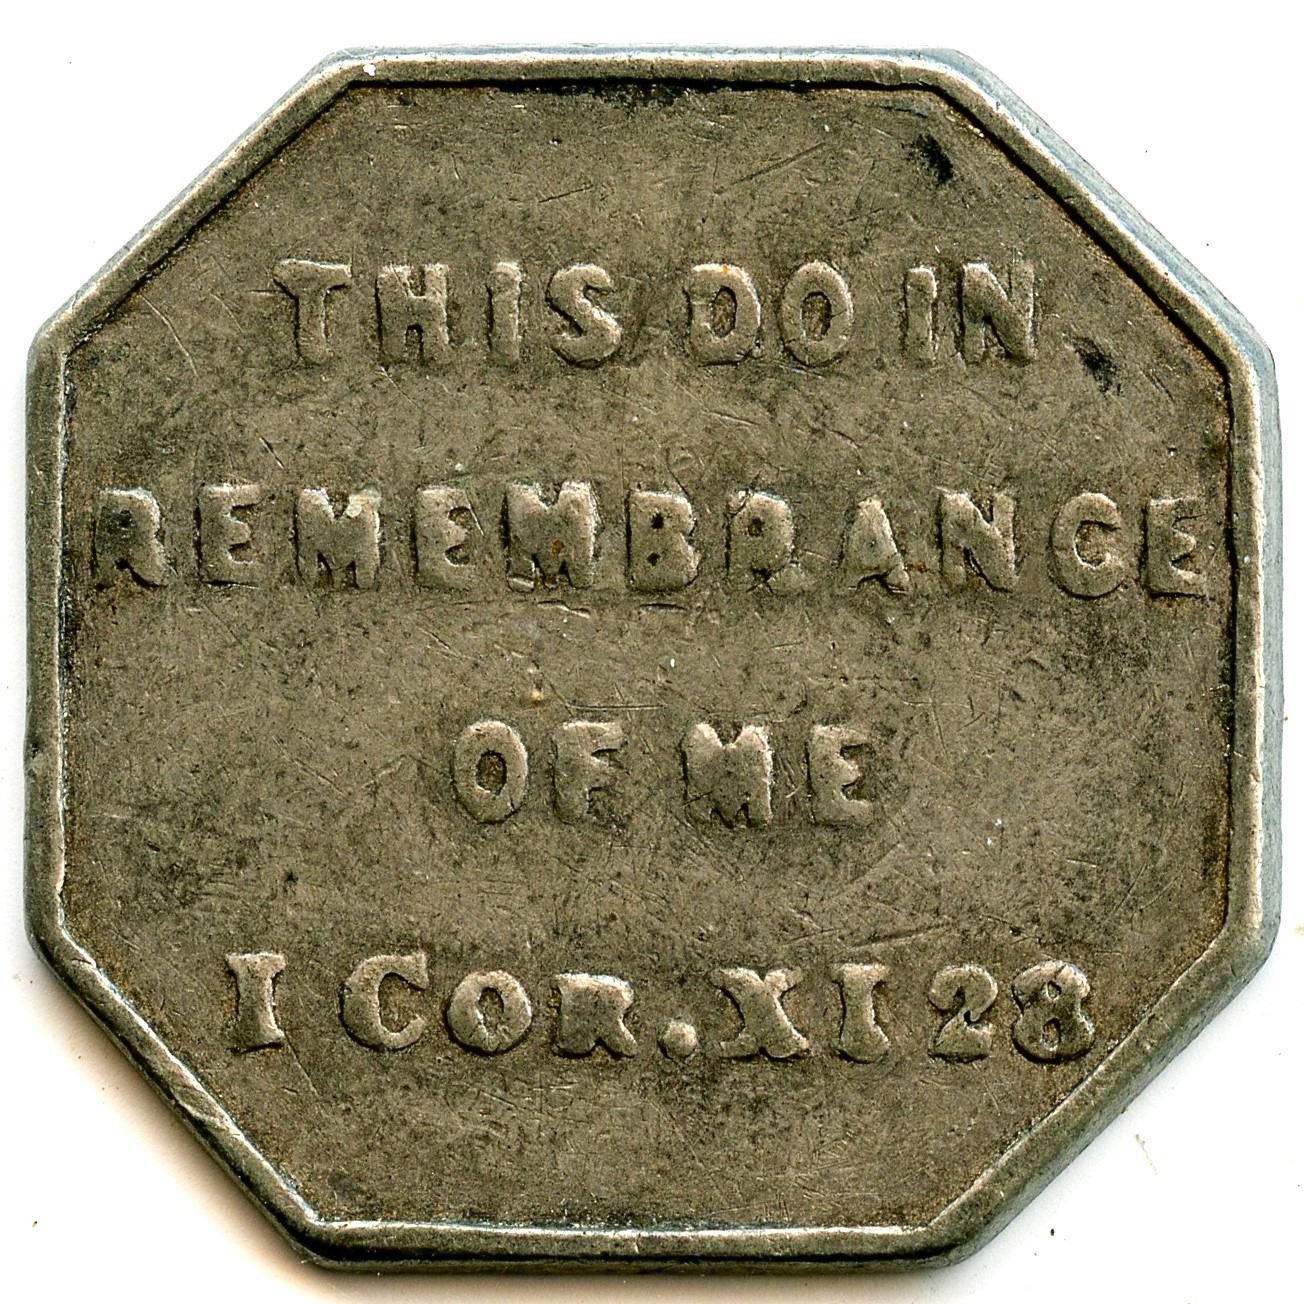 THIS DO IN
REMEMBRANCE
OF ME
I COR. XI 28